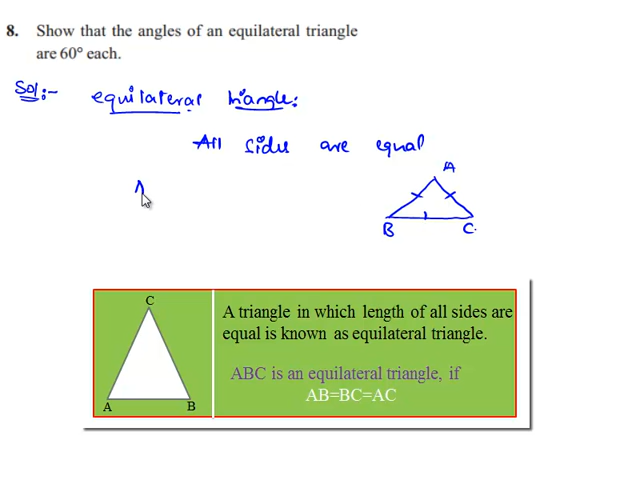 8. Show that the angles of an equilateral triangle
are 60° each.
Sol:- equilateral triangle:
All sides are equal
A
B C
C
A B
A triangle in which length of all sides are
equal is known as equilateral triangle.
ABC is an equilateral triangle, if
AB=BC=AC